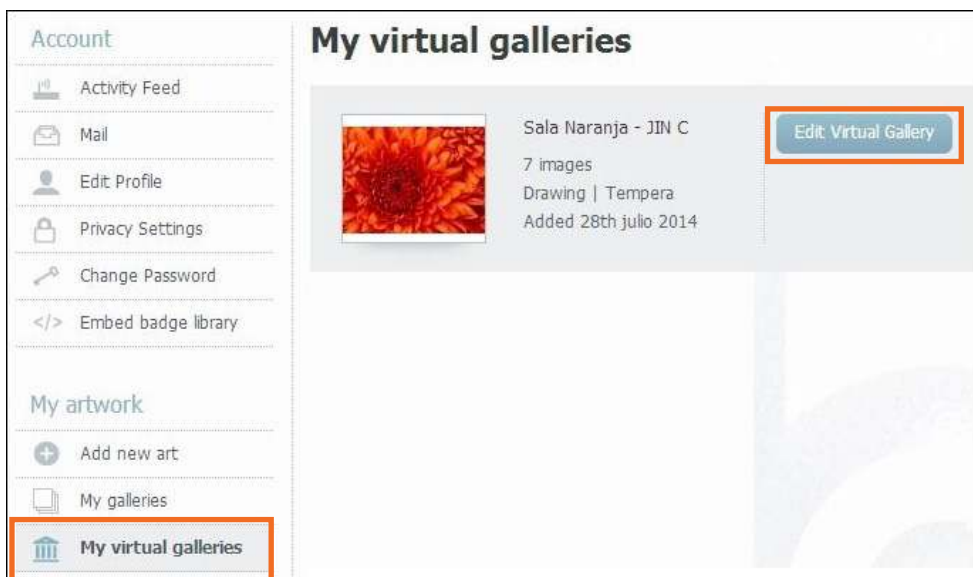 Account
Activity Feed
Mail
Edit Profile
Privacy Settings
Change Password
</> Embed badge library
My artwork
Add new art
My galleries
My virtual galleries
My virtual galleries
Sala Naranja - JIN C
7 images
Drawing | Tempera
Added 28th julio 2014
Edit Virtual Gallery